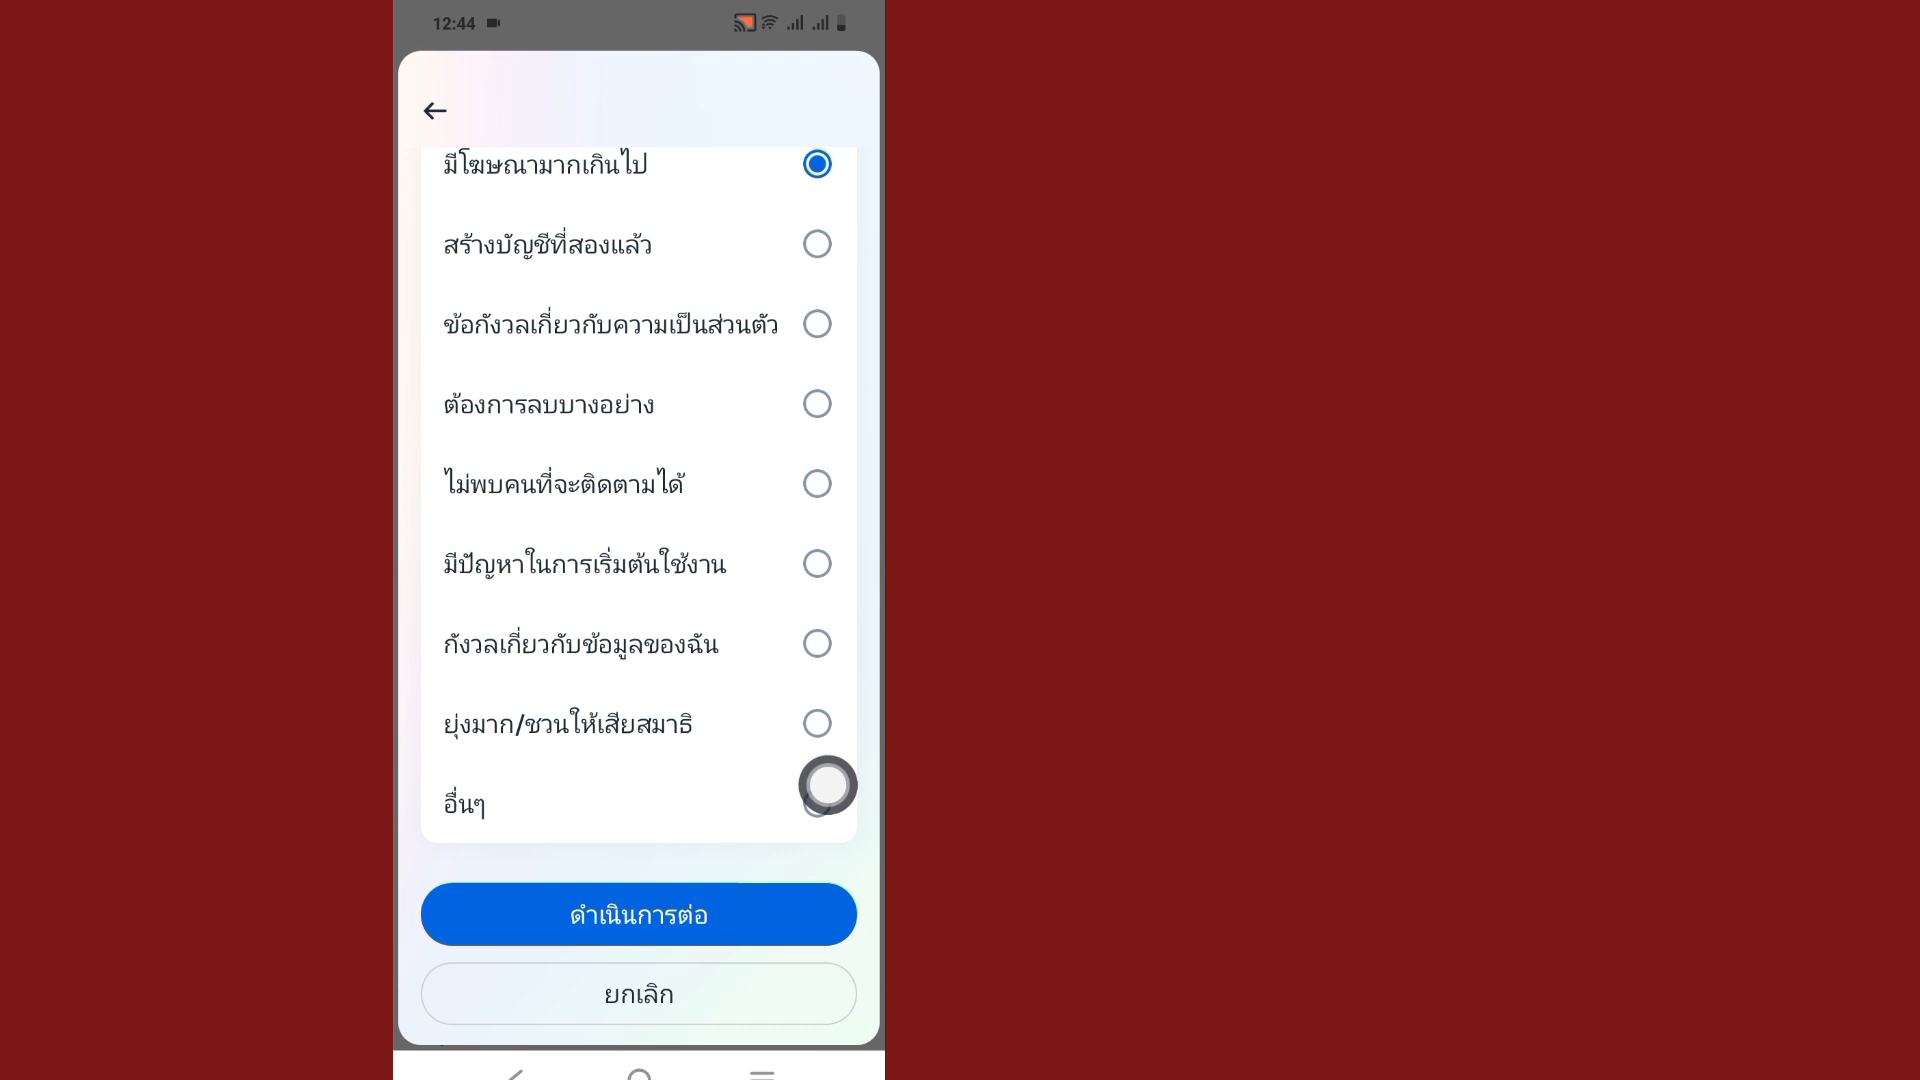 12:44
มีโฆษณามากเกินไป
สร้างบัญชีที่สองแล้ว
ข้อกังวลเกี่ยวกับความเป็นส่วนตัว
ต้องการลบบางอย่าง
ไม่พบคนที่จะติดตามได้
มีปัญหาในการเริ่มต้นใช้งาน
กังวลเกี่ยวกับข้อมูลของฉัน
ยุ่งมาก/ชวนให้เสียสมาธิ
อื่นๆ
ดำเนินการต่อ
ยกเลิก